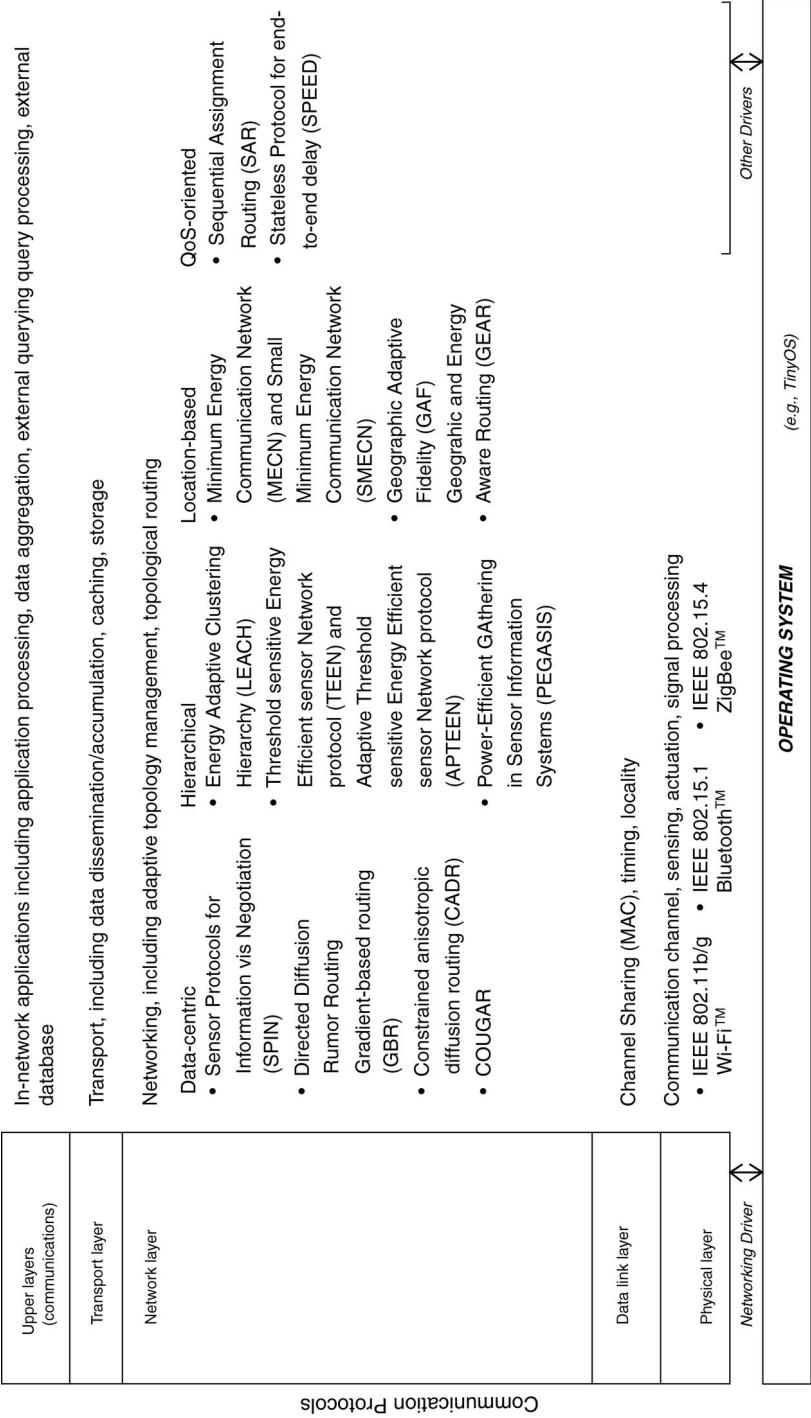 Communication Protocols
Upper layers
(communications)
In-network applications including application processing, data aggregation, external querying query processing, external
database
Transport layer
Transport, including data dissemination/accumulation, caching, storage
Network layer
Networking, including adaptive topology management, topological routing
Data-centric
• Sensor Protocols for
Information vis Negotiation
(SPIN)
• Directed Diffusion
Rumor Routing
Gradient-based routing
(GBR)
• Constrained anisotropic
diffusion routing (CADR)
• COUGAR
Hierarchical
• Energy Adaptive Clustering
Hierarchy (LEACH)
• Threshold sensitive Energy
Efficient sensor Network
protocol (TEEN) and
Adaptive Threshold
sensitive Energy Efficient
sensor Network protocol
(APTEEN)
• Power-Efficient GAthering
in Sensor Information
Systems (PEGASIS)
Location-based
• Minimum Energy
Communication Network
(MECN) and Small
Minimum Energy
Communication Network
(SMECN)
• Geographic Adaptive
Fidelity (GAF)
Geograhic and Energy
• Aware Routing (GEAR)
QoS-oriented
• Sequential Assignment
Routing (SAR)
• Stateless Protocol for end-
to-end delay (SPEED)
Data link layer
Channel Sharing (MAC), timing, locality
Physical layer
Communication channel, sensing, actuation, signal processing
• IEEE 802.11b/g • IEEE 802.15.1 • IEEE 802.15.4
Wi-Fi™ Bluetooth™ ZigBee™
Networking Driver
Other Drivers
OPERATING SYSTEM
(e.g., TinyOS)